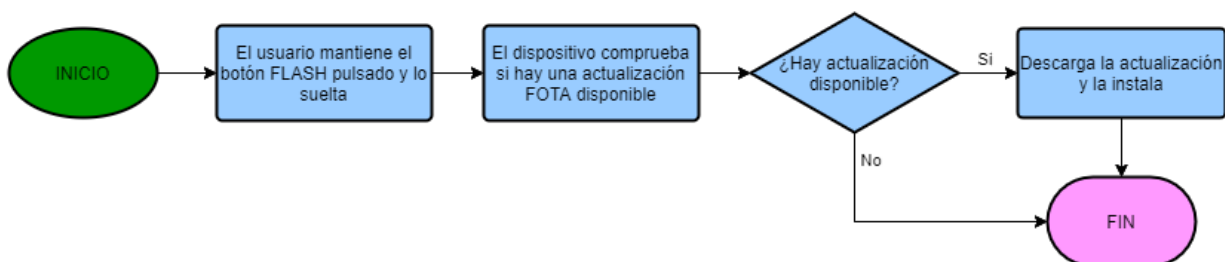 INICIO
El usuario mantiene el
botón FLASH pulsado y lo
suelta
El dispositivo comprueba
si hay una actualización
FOTA disponible
¿Hay actualización
disponible?
Si
Descarga la actualización
y la instala
No
FIN